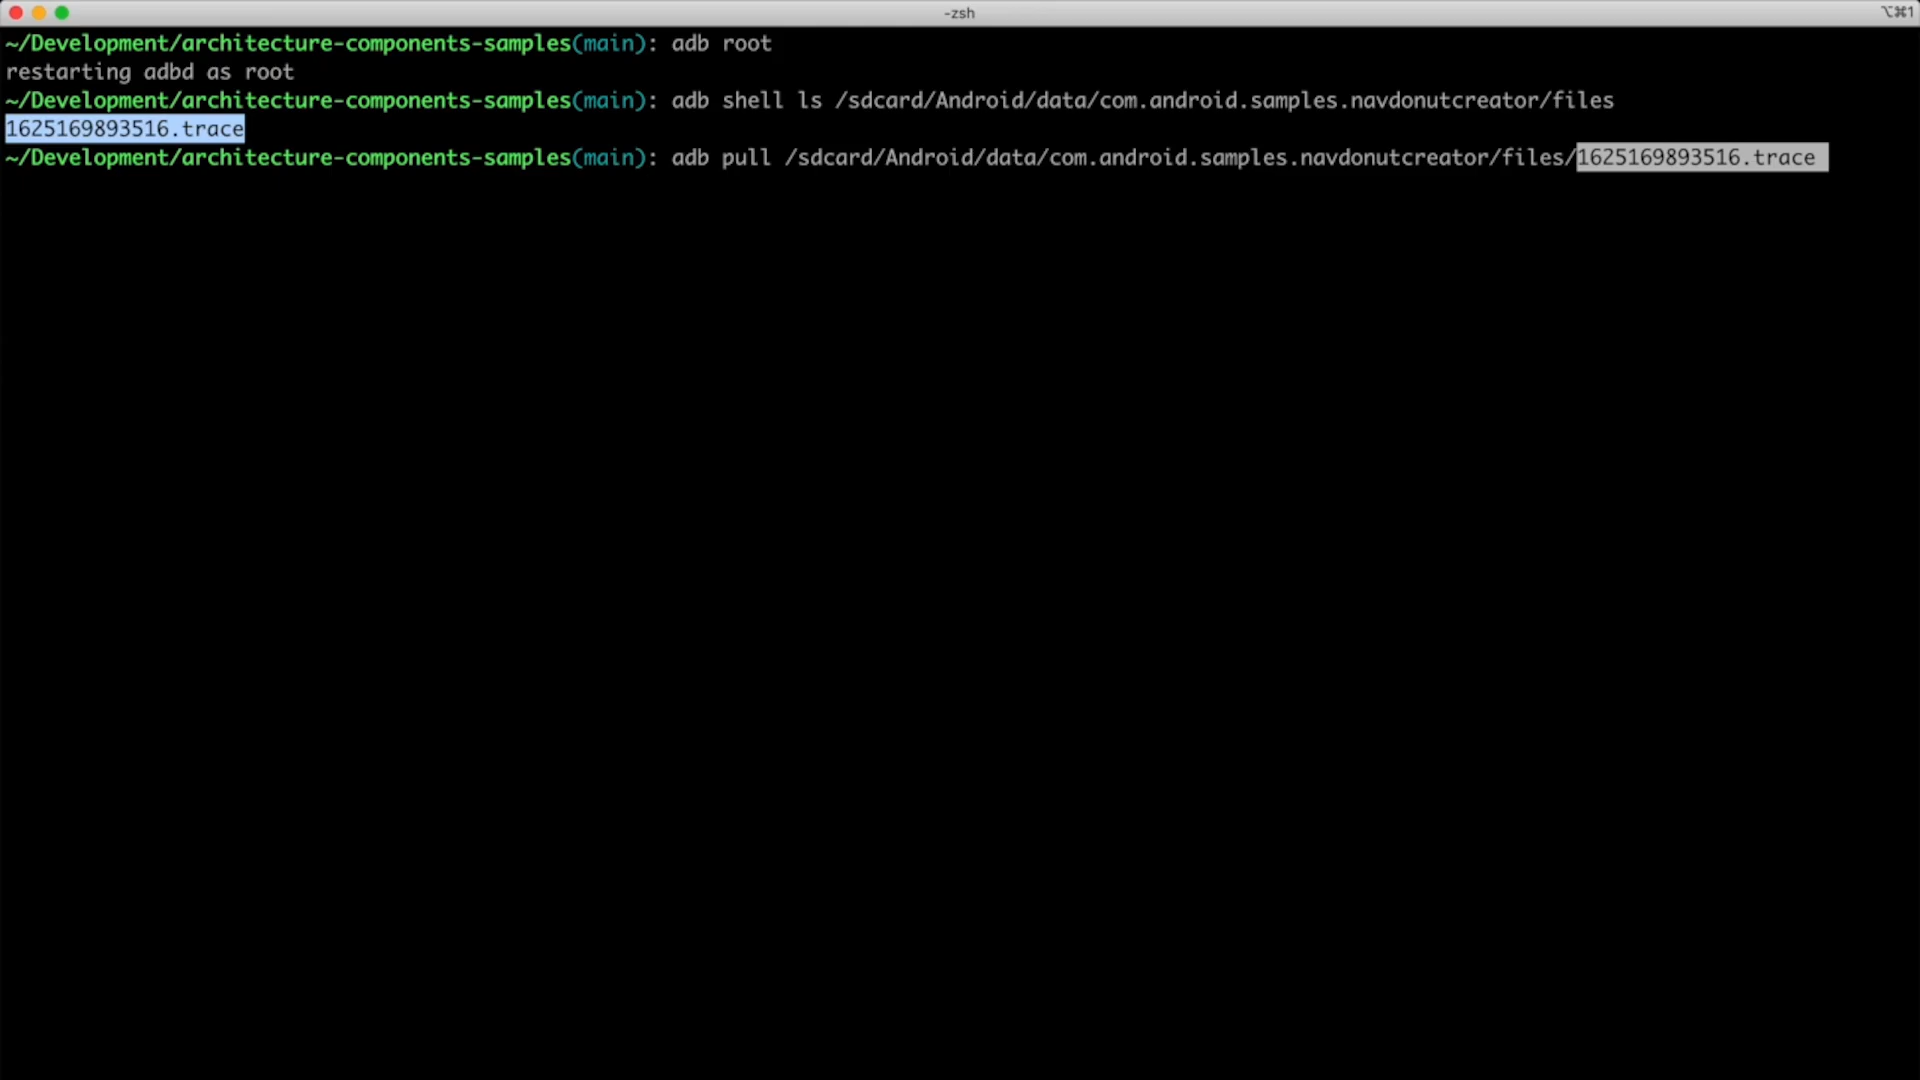 -zsh
⌥⌘1
~/Development/architecture-components-samples(main): adb root
restarting adbd as root
~/Development/architecture-components-samples(main): adb shell ls /sdcard/Android/data/com.android.samples.navdonutcreator/files
1625169893516.trace
~/Development/architecture-components-samples(main): adb pull /sdcard/Android/data/com.android.samples.navdonutcreator/files/1625169893516.trace